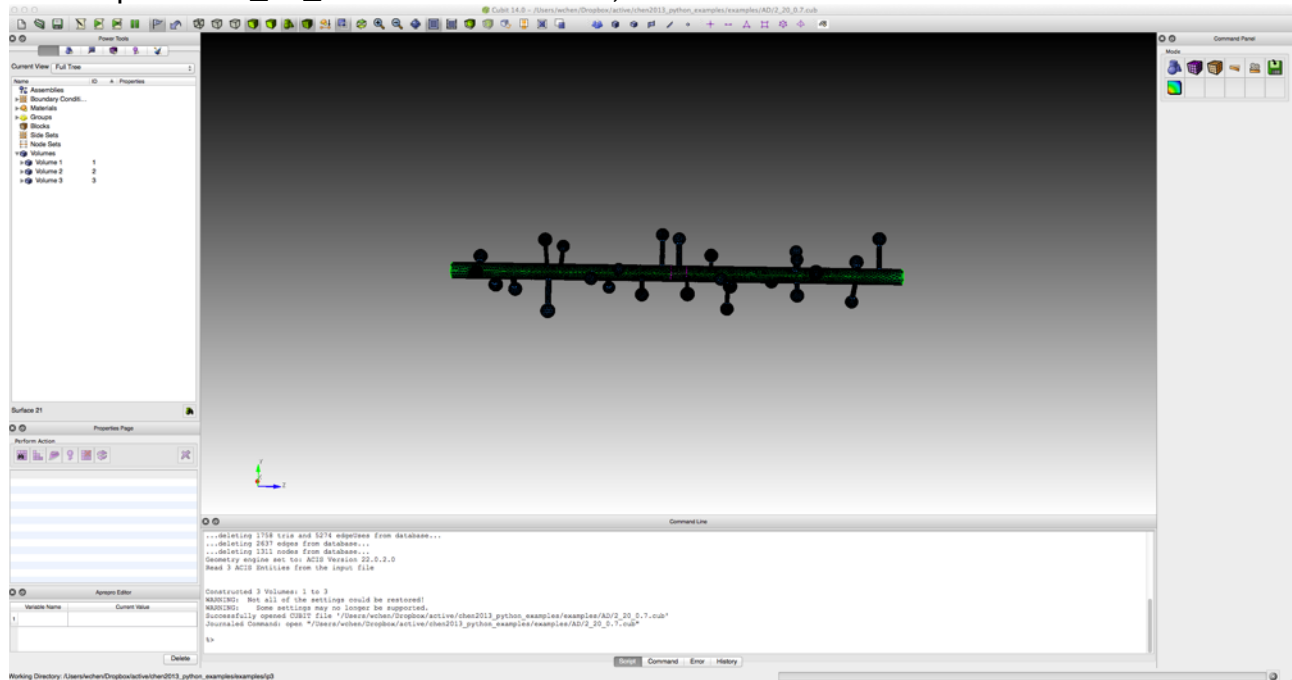 Cubit 14.0 - /Users/wchen/Dropbox/active/chen2013_python_examples/examples/AD/2_20_0.7.cub
Power Tools
Current View Full Tree
Name ID A Properties
Assemblies
Boundary Conditi...
Materials
Groups
Blocks
Side Sets
Node Sets
Volumes
Volume 1 1
Volume 2 2
Volume 3 3
Surface 21
Properties Page
Perform Action
Aprepro Editor
Variable Name Current Value
1
Delete
Y
Z
Command Line
...deleting 1758 tris and 5274 edgeUses from database...
...deleting 2637 edges from database...
...deleting 1311 nodes from database...
Geometry engine set to: ACIS Version 22.0.2.0
Read 3 ACIS Entities from the input file
Constructed 3 Volumes: 1 to 3
WARNING: Not all of the settings could be restored!
WARNING: Some settings may no longer be supported.
Successfully opened CUBIT file '/Users/wchen/Dropbox/active/chen2013_python_examples/examples/AD/2_20_0.7.cub'
Journaled Command: open "/Users/wchen/Dropbox/active/chen2013_python_examples/examples/AD/2_20_0.7.cub"
%>
Script Command Error History
Command Panel
Mode
Working Directory: /Users/wchen/Dropbox/active/chen2013_python_examples/examples/ip3